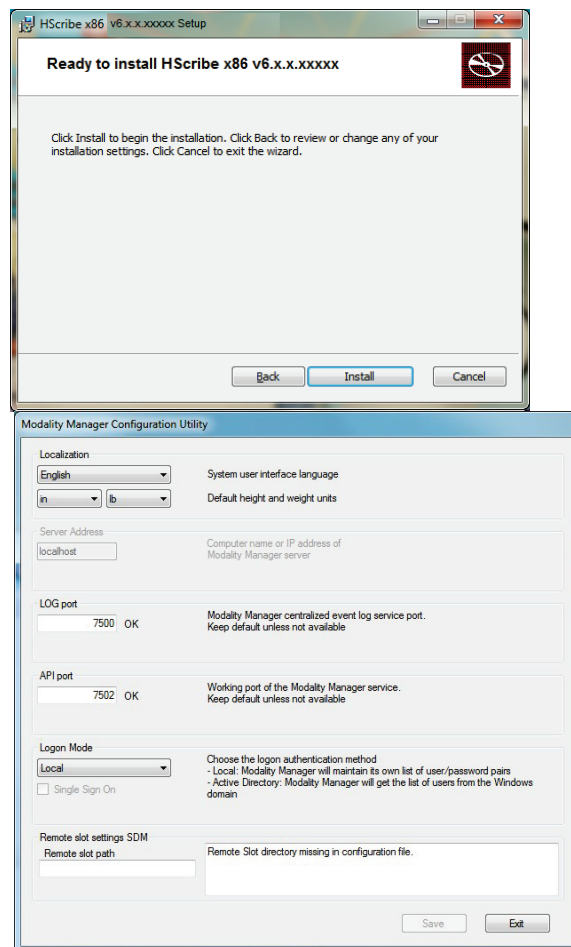 HScribe x86 v6.x.x.xxxxx Setup
Ready to install HScribe x86 v6.x.x.xxxxx
Click Install to begin the installation. Click Back to review or change any of your
installation settings. Click Cancel to exit the wizard.
Back Install Cancel
Modality Manager Configuration Utility
Localization
English System user interface language
in lb Default height and weight units
Server Address
localhost
Computer name or IP address of
Modality Manager server
LOG port
7500 OK
Modality Manager centralized event log service port.
Keep default unless not available
API port
7502 OK
Working port of the Modality Manager service.
Keep default unless not available
Logon Mode
Local
Single Sign On
Choose the logon authentication method
- Local: Modality Manager will maintain its own list of user/password pairs
- Active Directory: Modality Manager will get the list of users from the Windows
domain
Remote slot settings SDM
Remote slot path
Remote Slot directory missing in configuration file.
Save Exit